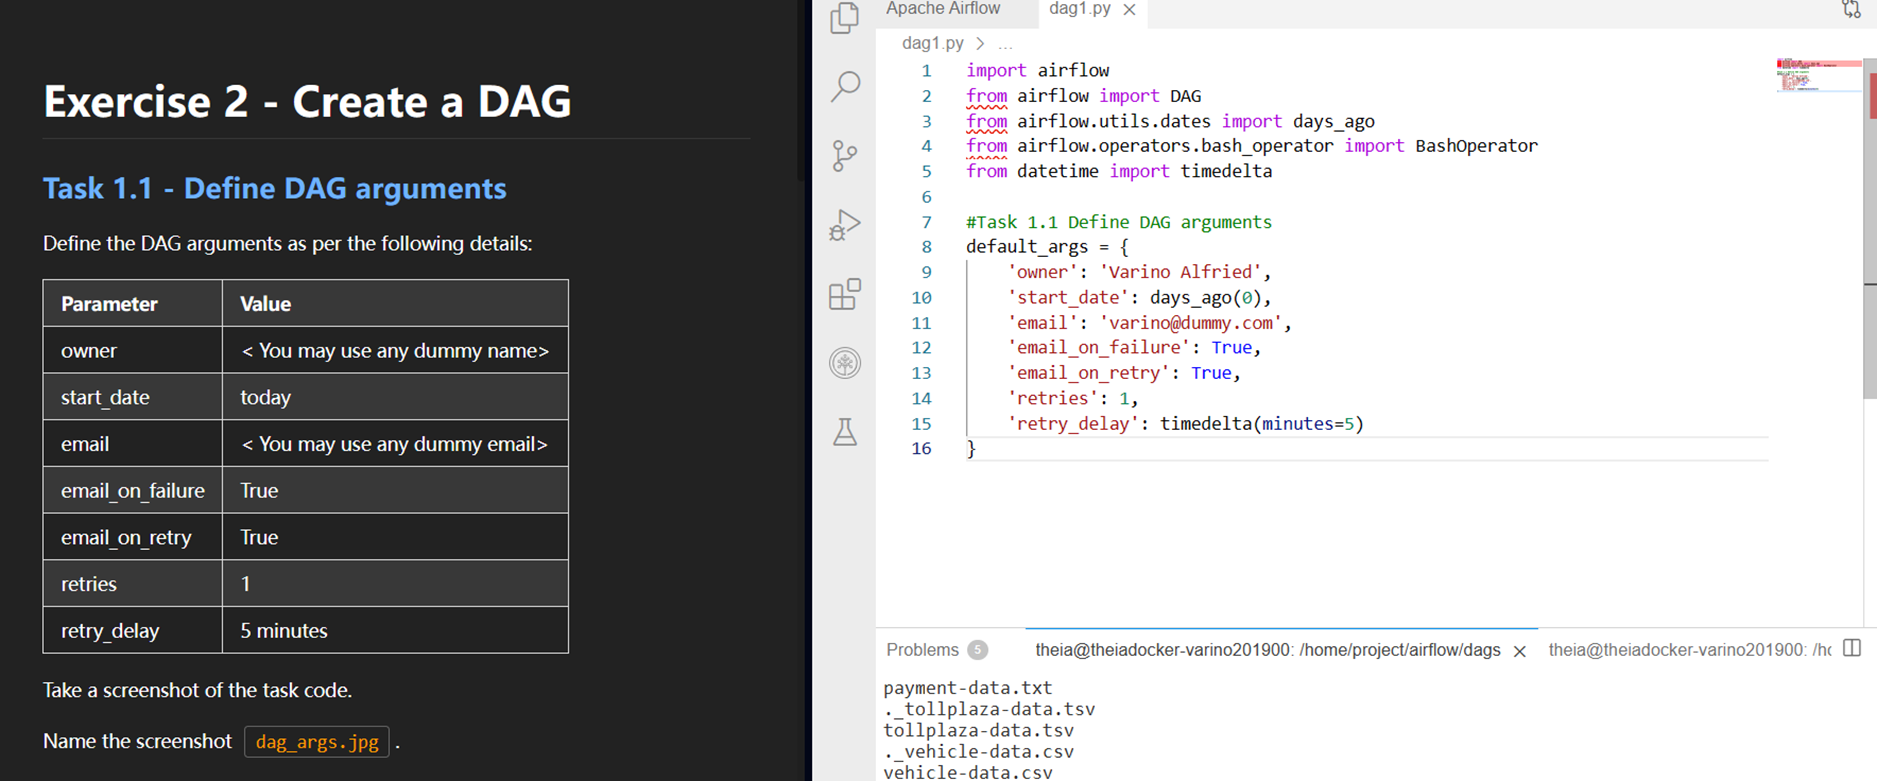 Exercise 2 - Create a DAG
Task 1.1 - Define DAG arguments
Define the DAG arguments as per the following details:
Parameter Value
owner < You may use any dummy name>
start_date today
email < You may use any dummy email>
email_on_failure True
email_on_retry True
retries 1
retry_delay 5 minutes
Take a screenshot of the task code.
Name the screenshot dag_args.jpg .
Apache Airflow dag1.py
dag1.py > ...
1 import airflow
2 from airflow import DAG
3 from airflow.utils.dates import days_ago
4 from airflow.operators.bash_operator import BashOperator
5 from datetime import timedelta
6
7 #Task 1.1 Define DAG arguments
8 default_args = {
9 'owner': 'Varino Alfried',
10 'start_date': days_ago(0),
11 'email': 'varino@dummy.com',
12 'email_on_failure': True,
13 'email_on_retry': True,
14 'retries': 1,
15 'retry_delay': timedelta(minutes=5)
16 }
Problems 5 theia@theiadocker-varino201900: /home/project/airflow/dags theia@theiadocker-varino201900: /hc
payment-data.txt
._tollplaza-data.tsv
tollplaza-data.tsv
._vehicle-data.csv
vehicle-data.csv